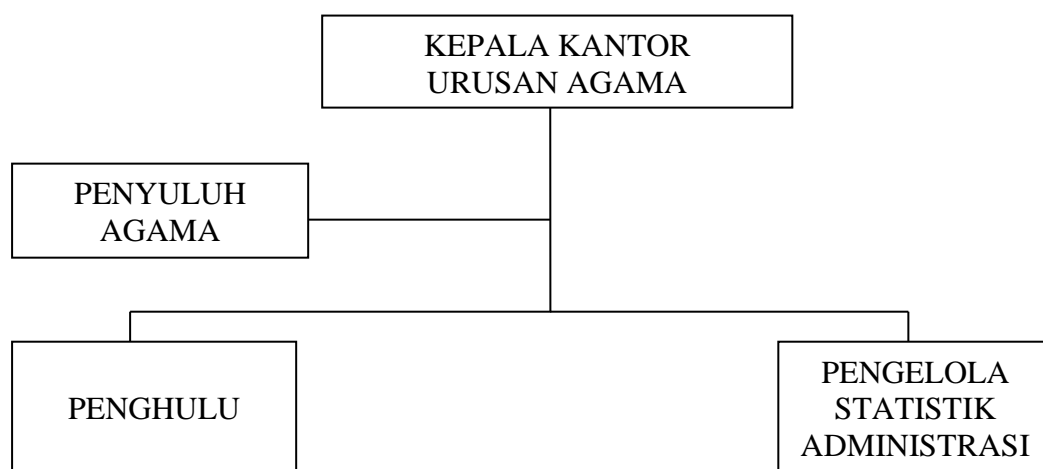 KEPALA KANTOR
URUSAN AGAMA
PENYULUH
AGAMA
PENGHULU
PENGELOLA
STATISTIK
ADMINISTRASI